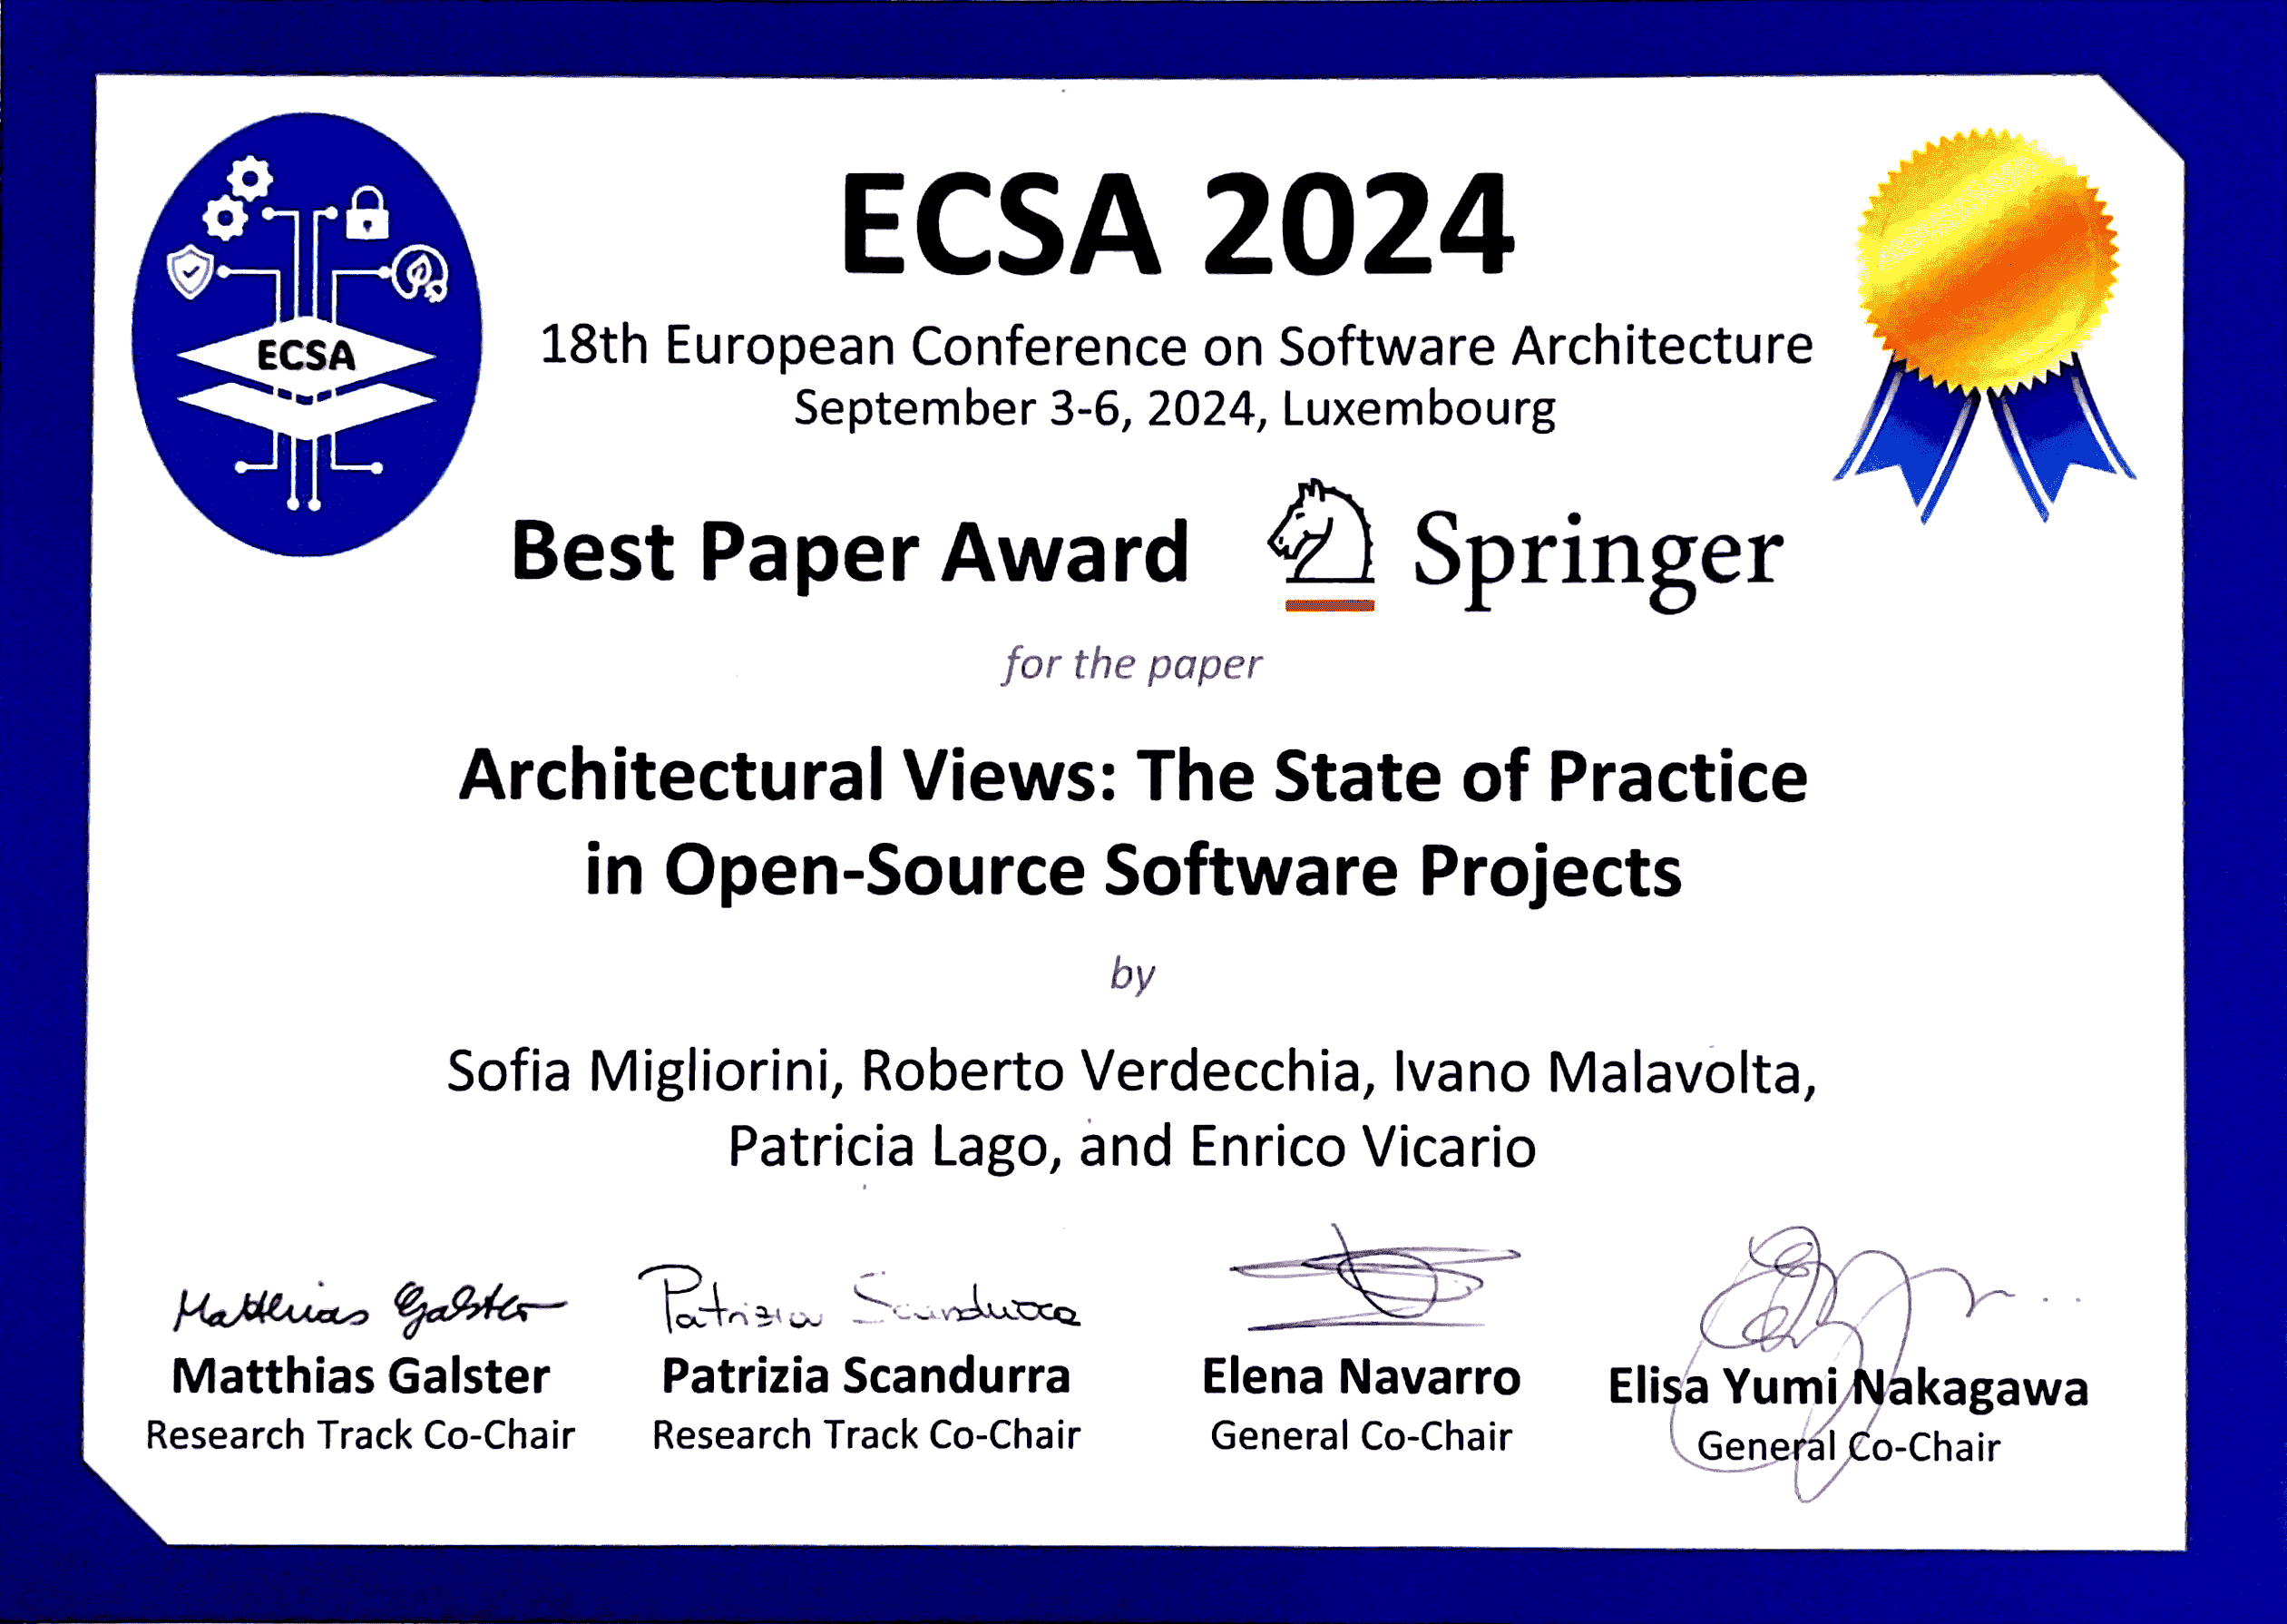 ECSA
ECSA 2024
18th European Conference on Software Architecture
September 3-6, 2024, Luxembourg
Best Paper Award
Springer
for the paper
Architectural Views: The State of Practice
in Open-Source Software Projects
by
Sofia Migliorini, Roberto Verdecchia, Ivano Malavolta,
Patricia Lago, and Enrico Vicario
Matthias Galster
Patrizia Scandurra
Matthias Galster
Research Track Co-Chair
Patrizia Scandurra
Research Track Co-Chair
Elena Navarro
General Co-Chair
Elisa Yumi Nakagawa
General Co-Chair